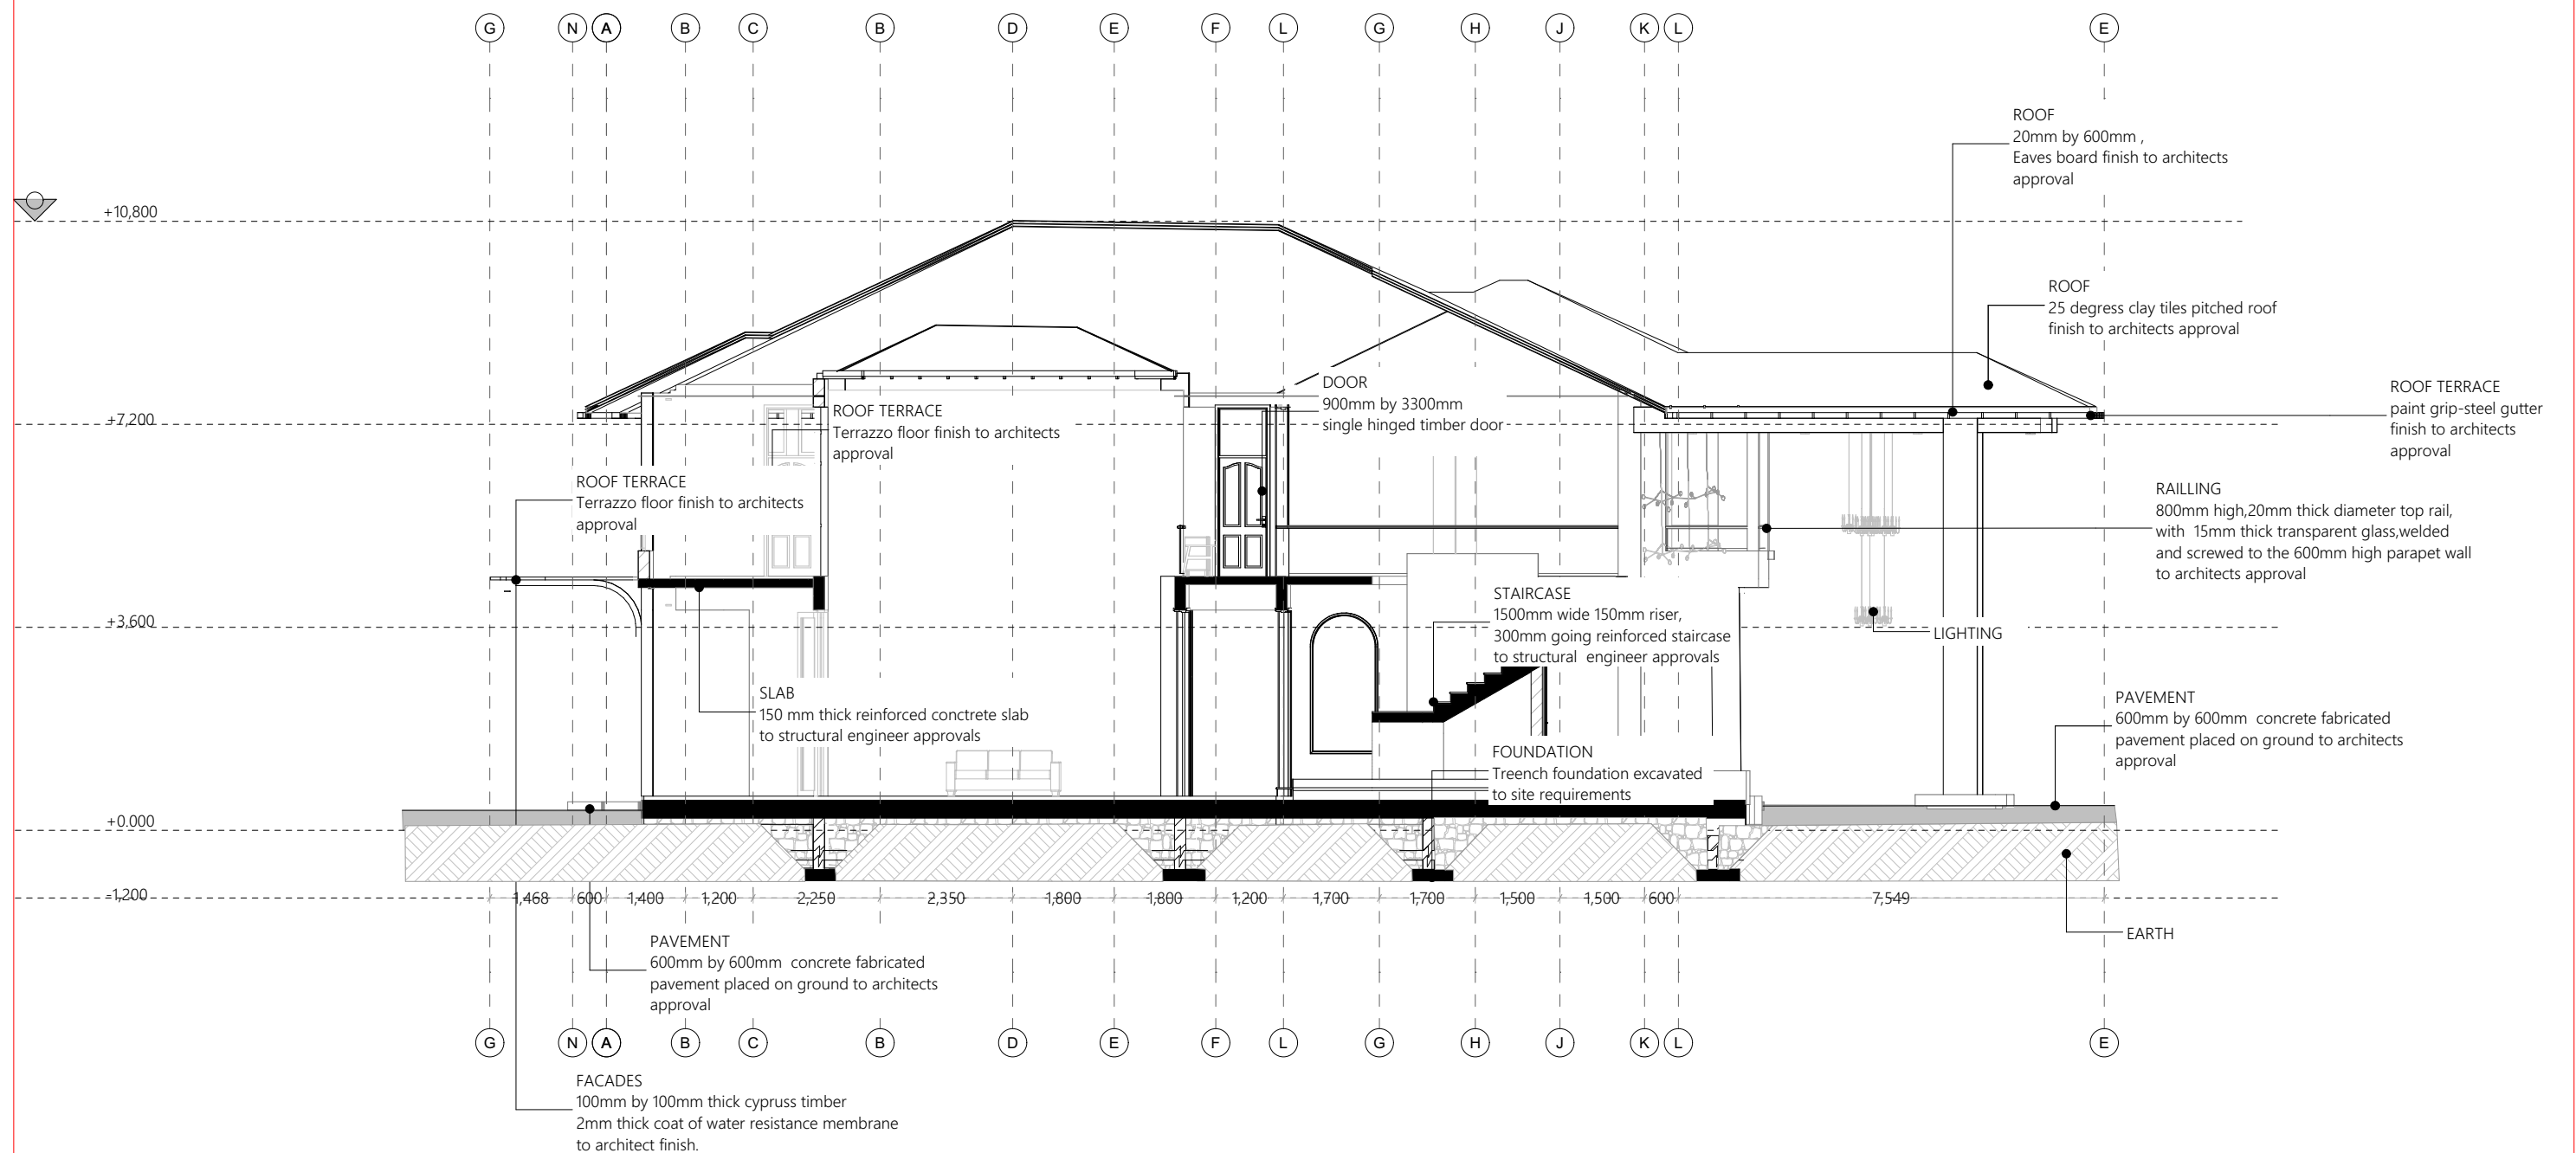 G N A B C B D E F L G H J K L E
ROOF
20mm by 600mm ,
Eaves board finish to architects
approval
+10,800
ROOF
25 degress clay tiles pitched roof
finish to architects approval
DOOR
900mm by 3300mm
single hinged timber door
ROOF TERRACE
paint grip-steel gutter
finish to architects
approval
ROOF TERRACE
Terrazzo floor finish to architects
approval
+7,200
ROOF TERRACE
Terrazzo floor finish to architects
approval
RAILLING
800mm high,20mm thick diameter top rail,
with 15mm thick transparent glass,welded
and screwed to the 600mm high parapet wall
to architects approval
STAIRCASE
1500mm wide 150mm riser,
300mm going reinforced staircase
to structural engineer approvals
+3,600
LIGHTING
SLAB
150 mm thick reinforced conctrete slab
to structural engineer approvals
PAVEMENT
600mm by 600mm concrete fabricated
pavement placed on ground to architects
approval
FOUNDATION
Treench foundation excavated
to site requirements
+0.000
-1,200
1,468 600 1,400 1,200 2,250 2,350 1,800 1,800 1,200 1,700 1,700 1,500 1,500 600 7,549
EARTH
PAVEMENT
600mm by 600mm concrete fabricated
pavement placed on ground to architects
approval
G N A B C B D E F L G H J K L E
FACADES
100mm by 100mm thick cypruss timber
2mm thick coat of water resistance membrane
to architect finish.